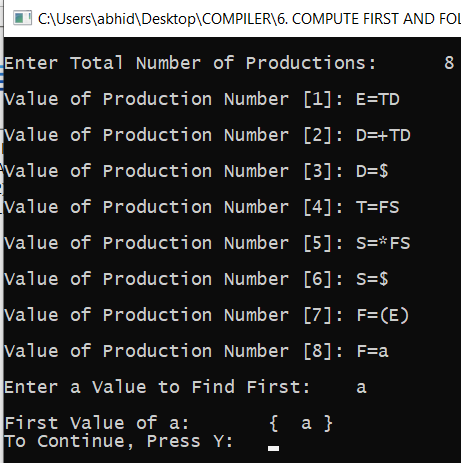 C:\Users\abhid\Desktop\COMPILER\6. COMPUTE FIRST AND FOL
Enter Total Number of Productions: 8
Value of Production Number [1]: E=TD
Value of Production Number [2]: D=+TD
Value of Production Number [3]: D=$
Value of Production Number [4]: T=FS
Value of Production Number [5]: S=*FS
Value of Production Number [6]: S=$
Value of Production Number [7]: F=(E)
Value of Production Number [8]: F=a
Enter a Value to Find First: a
First Value of a: { a }
To Continue, Press Y: